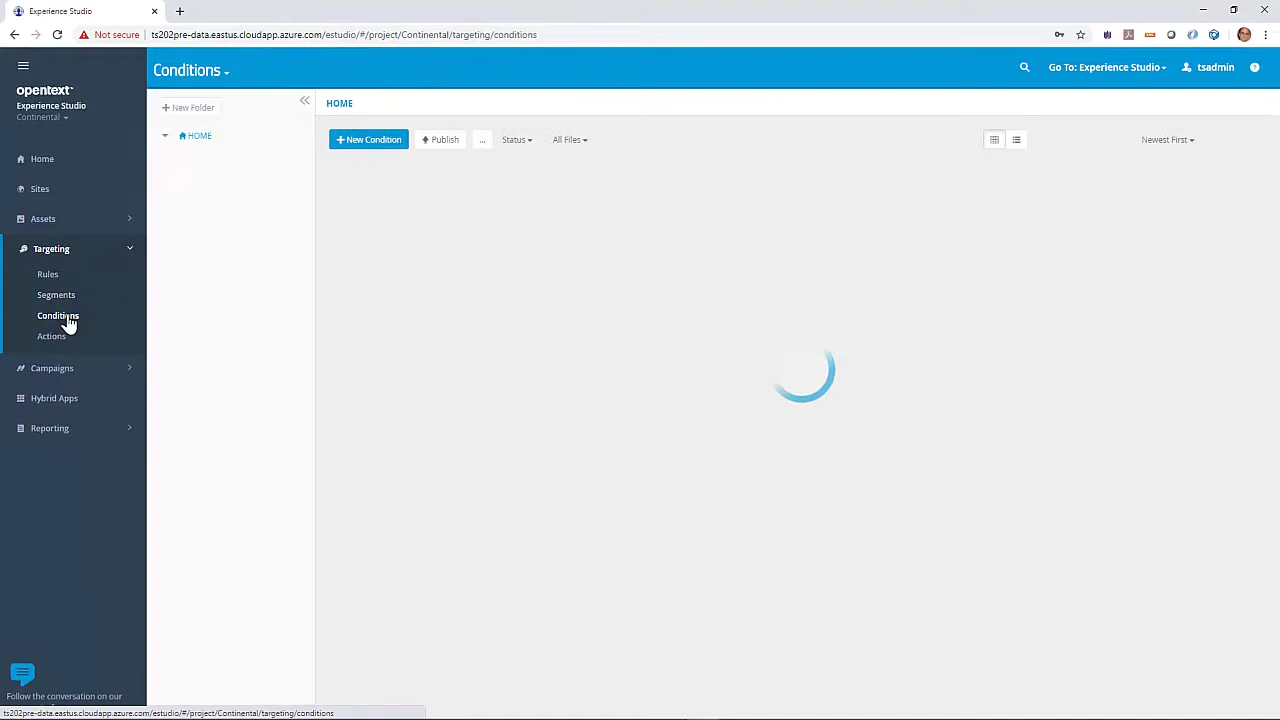 Experience Studio
Not secure
ts202pre-data.eastus.cloudapp.azure.com/estudio/#/project/Continental/targeting/conditions
opentext™
Experience Studio
Continental
Home
Sites
Assets
Targeting
Rules
Segments
Conditions
Actions
Campaigns
Hybrid Apps
Reporting
Follow the conversation on our
Conditions
Go To: Experience Studio
tsadmin
New Folder
HOME
HOME
New Condition
Publish
...
Status
All Files
Newest First
ts202pre-data.eastus.cloudapp.azure.com/estudio/#/project/Continental/targeting/conditions